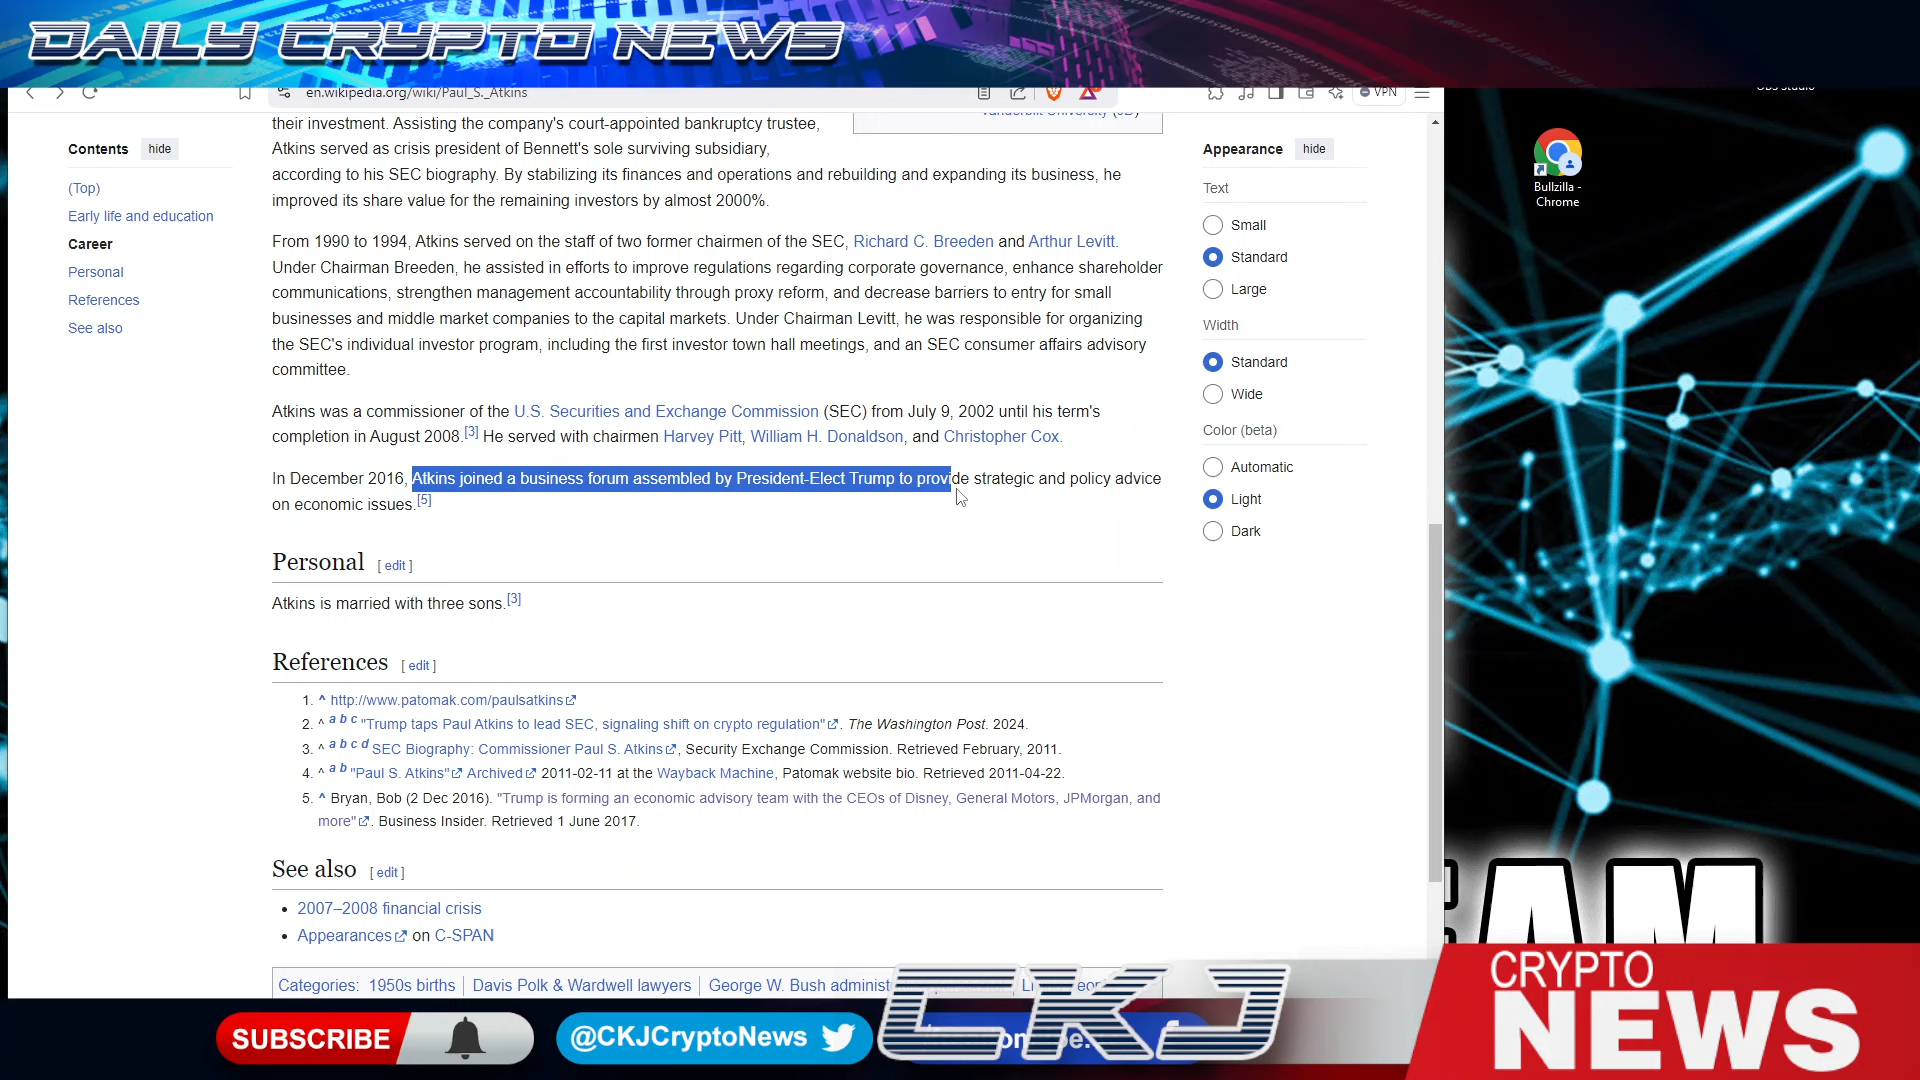 DAILY CRYPTO NEWS
en.wikipedia.org/wiki/Paul_S._Atkins
VPN
Contents hide
(Top)
Early life and education
Career
Personal
References
See also
their investment. Assisting the company's court-appointed bankruptcy trustee,
Atkins served as crisis president of Bennett's sole surviving subsidiary,
according to his SEC biography. By stabilizing its finances and operations and rebuilding and expanding its business, he
improved its share value for the remaining investors by almost 2000%.
From 1990 to 1994, Atkins served on the staff of two former chairmen of the SEC, Richard C. Breeden and Arthur Levitt.
Under Chairman Breeden, he assisted in efforts to improve regulations regarding corporate governance, enhance shareholder
communications, strengthen management accountability through proxy reform, and decrease barriers to entry for small
businesses and middle market companies to the capital markets. Under Chairman Levitt, he was responsible for organizing
the SEC's individual investor program, including the first investor town hall meetings, and an SEC consumer affairs advisory
committee.
Atkins was a commissioner of the U.S. Securities and Exchange Commission (SEC) from July 9, 2002 until his term's
completion in August 2008.[3] He served with chairmen Harvey Pitt, William H. Donaldson, and Christopher Cox.
In December 2016, Atkins joined a business forum assembled by President-Elect Trump to provide strategic and policy advice
on economic issues.[5]
Personal [ edit ]
Atkins is married with three sons.[3]
References [ edit ]
1. ^ http://www.patomak.com/paulsatkins
2. ^ a b c "Trump taps Paul Atkins to lead SEC, signaling shift on crypto regulation". The Washington Post. 2024.
3. ^ a b c d SEC Biography: Commissioner Paul S. Atkins, Security Exchange Commission. Retrieved February, 2011.
4. ^ a b "Paul S. Atkins" Archived 2011-02-11 at the Wayback Machine, Patomak website bio. Retrieved 2011-04-22.
5. ^ Bryan, Bob (2 Dec 2016). "Trump is forming an economic advisory team with the CEOs of Disney, General Motors, JPMorgan, and
more". Business Insider. Retrieved 1 June 2017.
See also [ edit ]
• 2007–2008 financial crisis
• Appearances on C-SPAN
Categories: 1950s births | Davis Polk & Wardwell lawyers | George W. Bush administ
Appearance hide
Text
Small
Standard
Large
Width
Standard
Wide
Color (beta)
Automatic
Light
Dark
Bullzilla -
Chrome
SUBSCRIBE
@CKJCryptoNews
CKJ
CRYPTO
NEWS